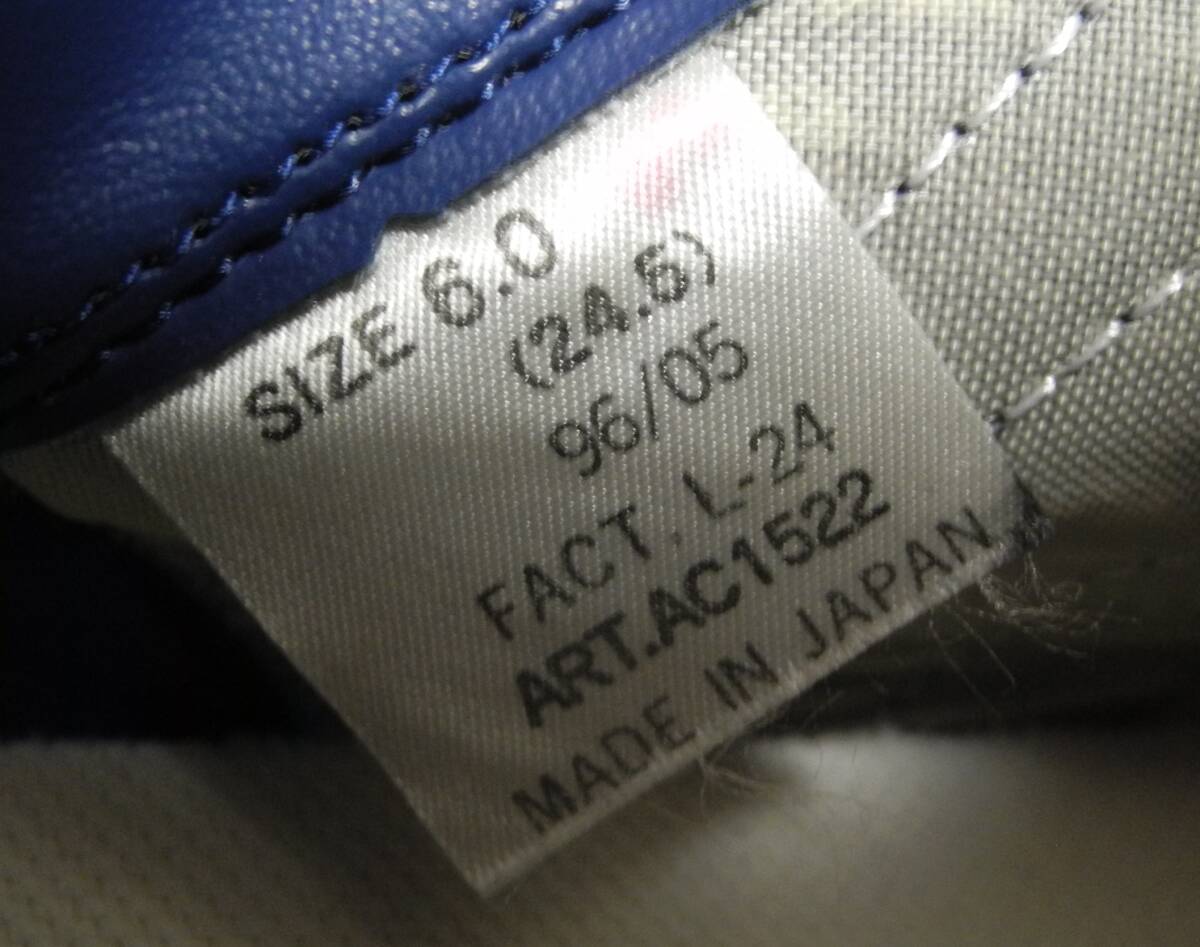 SIZE 6.0
(24.5)
96/05
FACT. L-24
ART.AC1522
MADE IN JAPAN